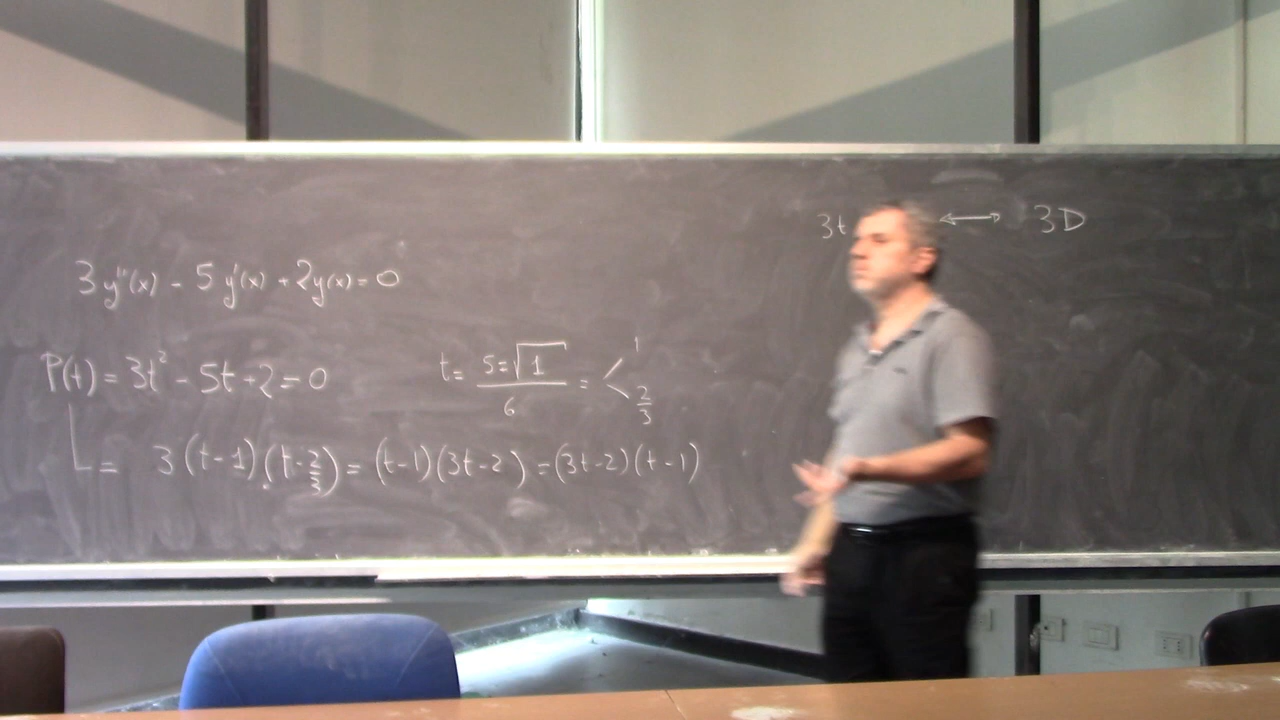 3t ⟷ 3D
3y''(x) - 5y'(x) + 2y(x) = 0
P(t) = 3t² - 5t + 2 = 0    t = (5 = √1)/6 = < 1, 2/3
= 3(t-1)(t-2/3) = (t-1)(3t-2) = (3t-2)(t-1)